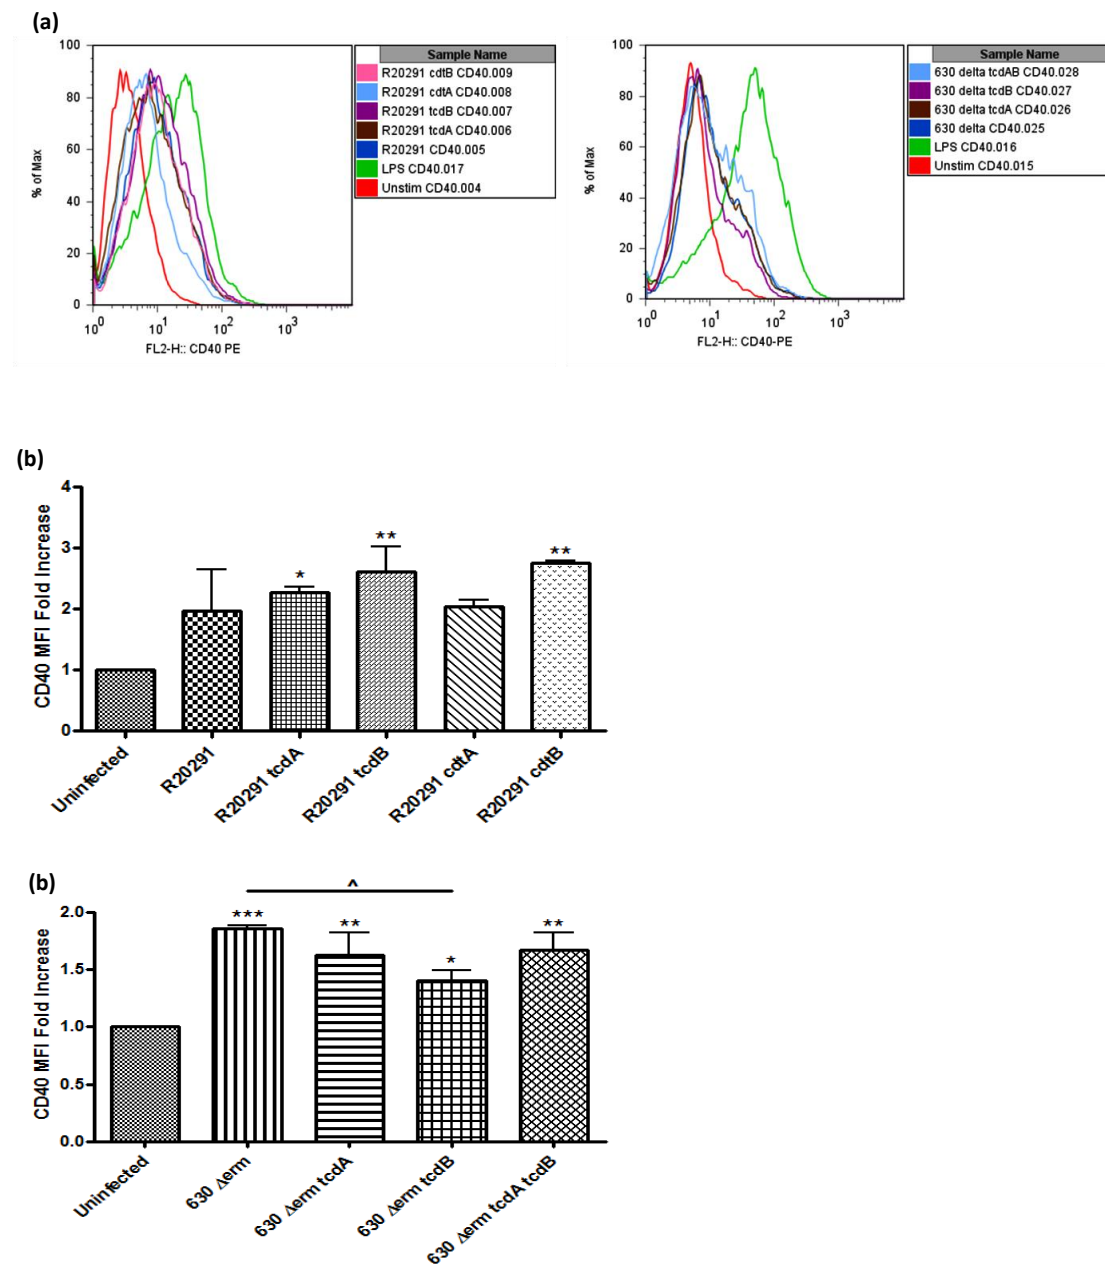 (a)
100
80
60
40
20
0
% of Max
10^0 10^1 10^2 10^3
FL2-H:: CD40 PE
Sample Name
R20291 cdtB CD40.009
R20291 cdtA CD40.008
R20291 tcdB CD40.007
R20291 tcdA CD40.006
R20291 CD40.005
LPS CD40.017
Unstim CD40.004
100
80
60
40
20
0
% of Max
10^0 10^1 10^2 10^3
FL2-H:: CD40-PE
Sample Name
630 delta tcdAB CD40.028
630 delta tcdB CD40.027
630 delta tcdA CD40.026
630 delta CD40.025
LPS CD40.016
Unstim CD40.015
(b)
4
3
2
1
0
CD40 MFI Fold Increase
* ** **
Uninfected
R20291
R20291 tcdA
R20291 tcdB
R20291 cdtA
R20291 cdtB
(b)
^
2.0
1.5
1.0
0.5
0.0
CD40 MFI Fold Increase
*** ** * **
Uninfected
630 Δerm
630 Δerm tcdA
630 Δerm tcdB
630 Δerm tcdA tcdB